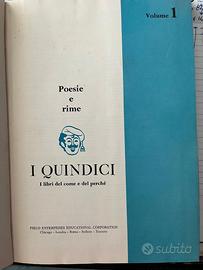 Volume 1
Poesie
e
rime
I QUINDICI
I libri del come e del perché
FIELD ENTERPRISES EDUCATIONAL CORPORATION
Chicago - Londra - Roma - Sydney - Toronto
subito